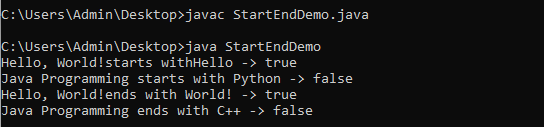 C:\Users\Admin\Desktop>javac StartEndDemo.java
C:\Users\Admin\Desktop>java StartEndDemo
Hello, World!starts withHello -> true
Java Programming starts with Python -> false
Hello, World!ends with World! -> true
Java Programming ends with C++ -> false